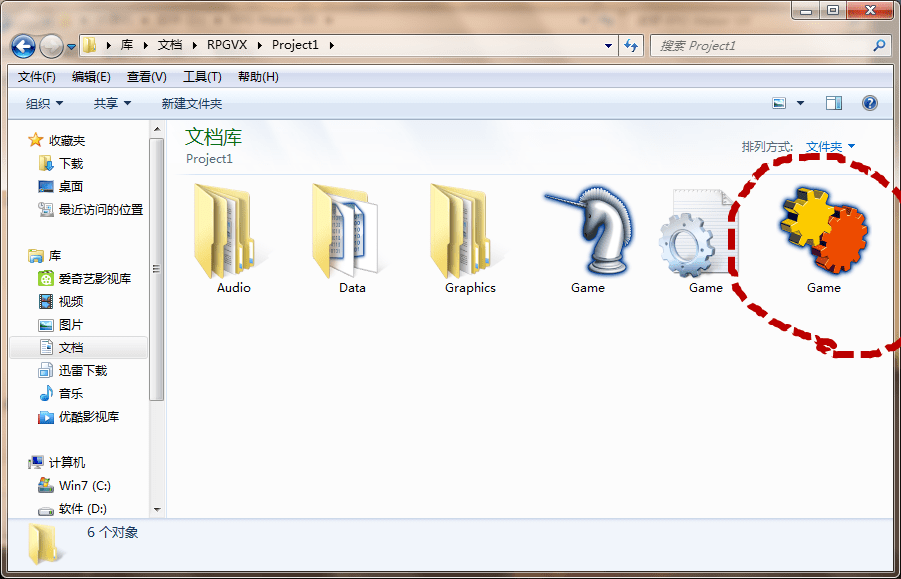 库 ▸ 文档 ▸ RPGVX ▸ Project1 ▸
搜索 Project1
文件(F) 编辑(E) 查看(V) 工具(T) 帮助(H)
组织 共享 新建文件夹
收藏夹
下载
桌面
最近访问的位置
库
爱奇艺影视库
视频
图片
文档
迅雷下载
音乐
优酷影视库
计算机
Win7 (C:)
软件 (D:)
文档库
Project1
排列方式: 文件夹
Audio Data Graphics Game Game Game
6 个对象